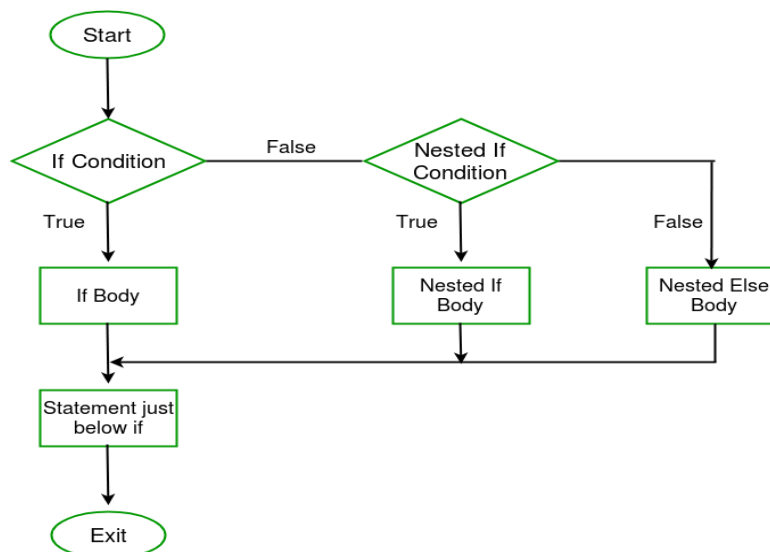 Start
If Condition
False
Nested If
Condition
True
True
False
If Body
Nested If
Body
Nested Else
Body
Statement just
below if
Exit